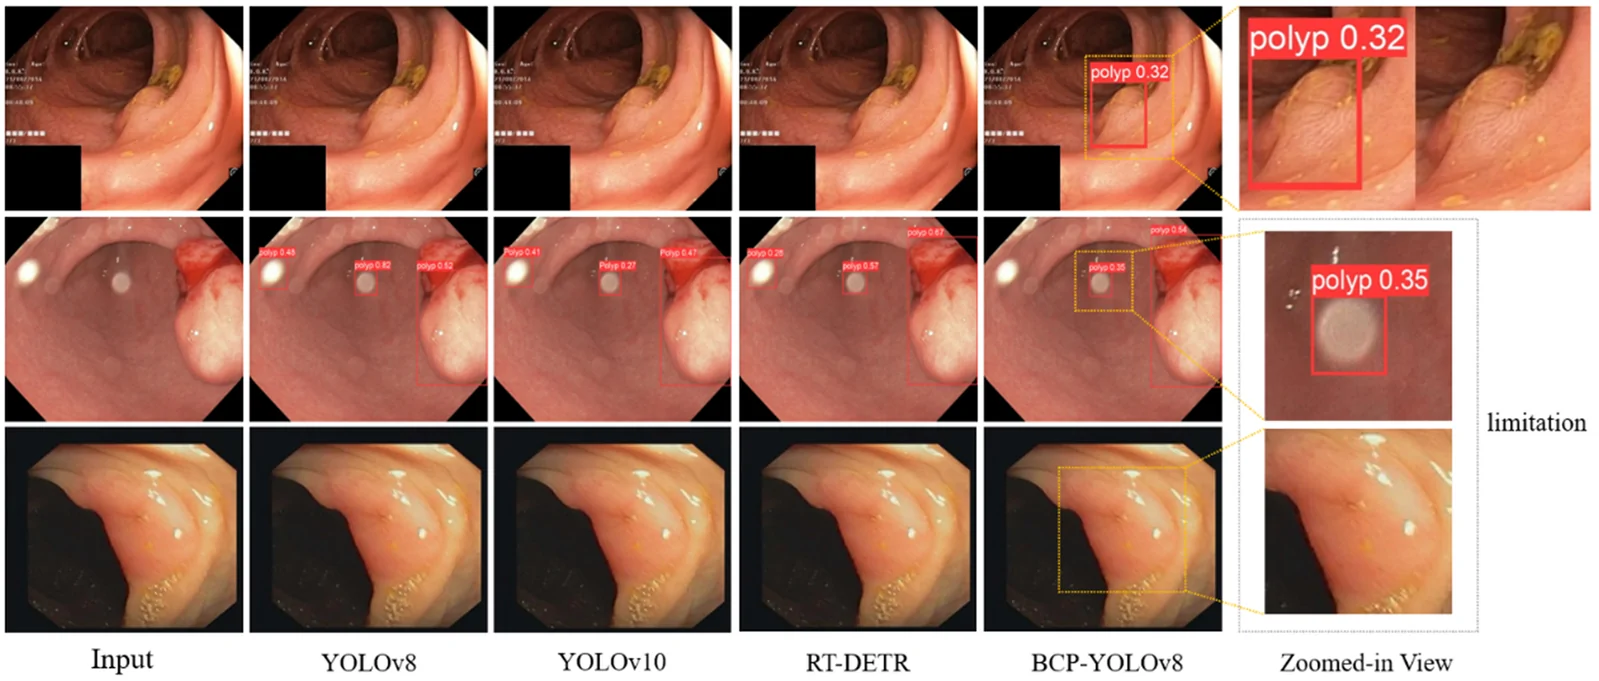 polyp 0.32
polyp 0.32
polyp 0.48
polyp 0.82
polyp 0.52
Polyp 0.41
Polyp 0.27
Polyp 0.47
polyp 0.28
polyp 0.57
polyp 0.67
polyp 0.35
polyp 0.54
polyp 0.35
limitation
Input
YOLOv8
YOLOv10
RT-DETR
BCP-YOLOv8
Zoomed-in View